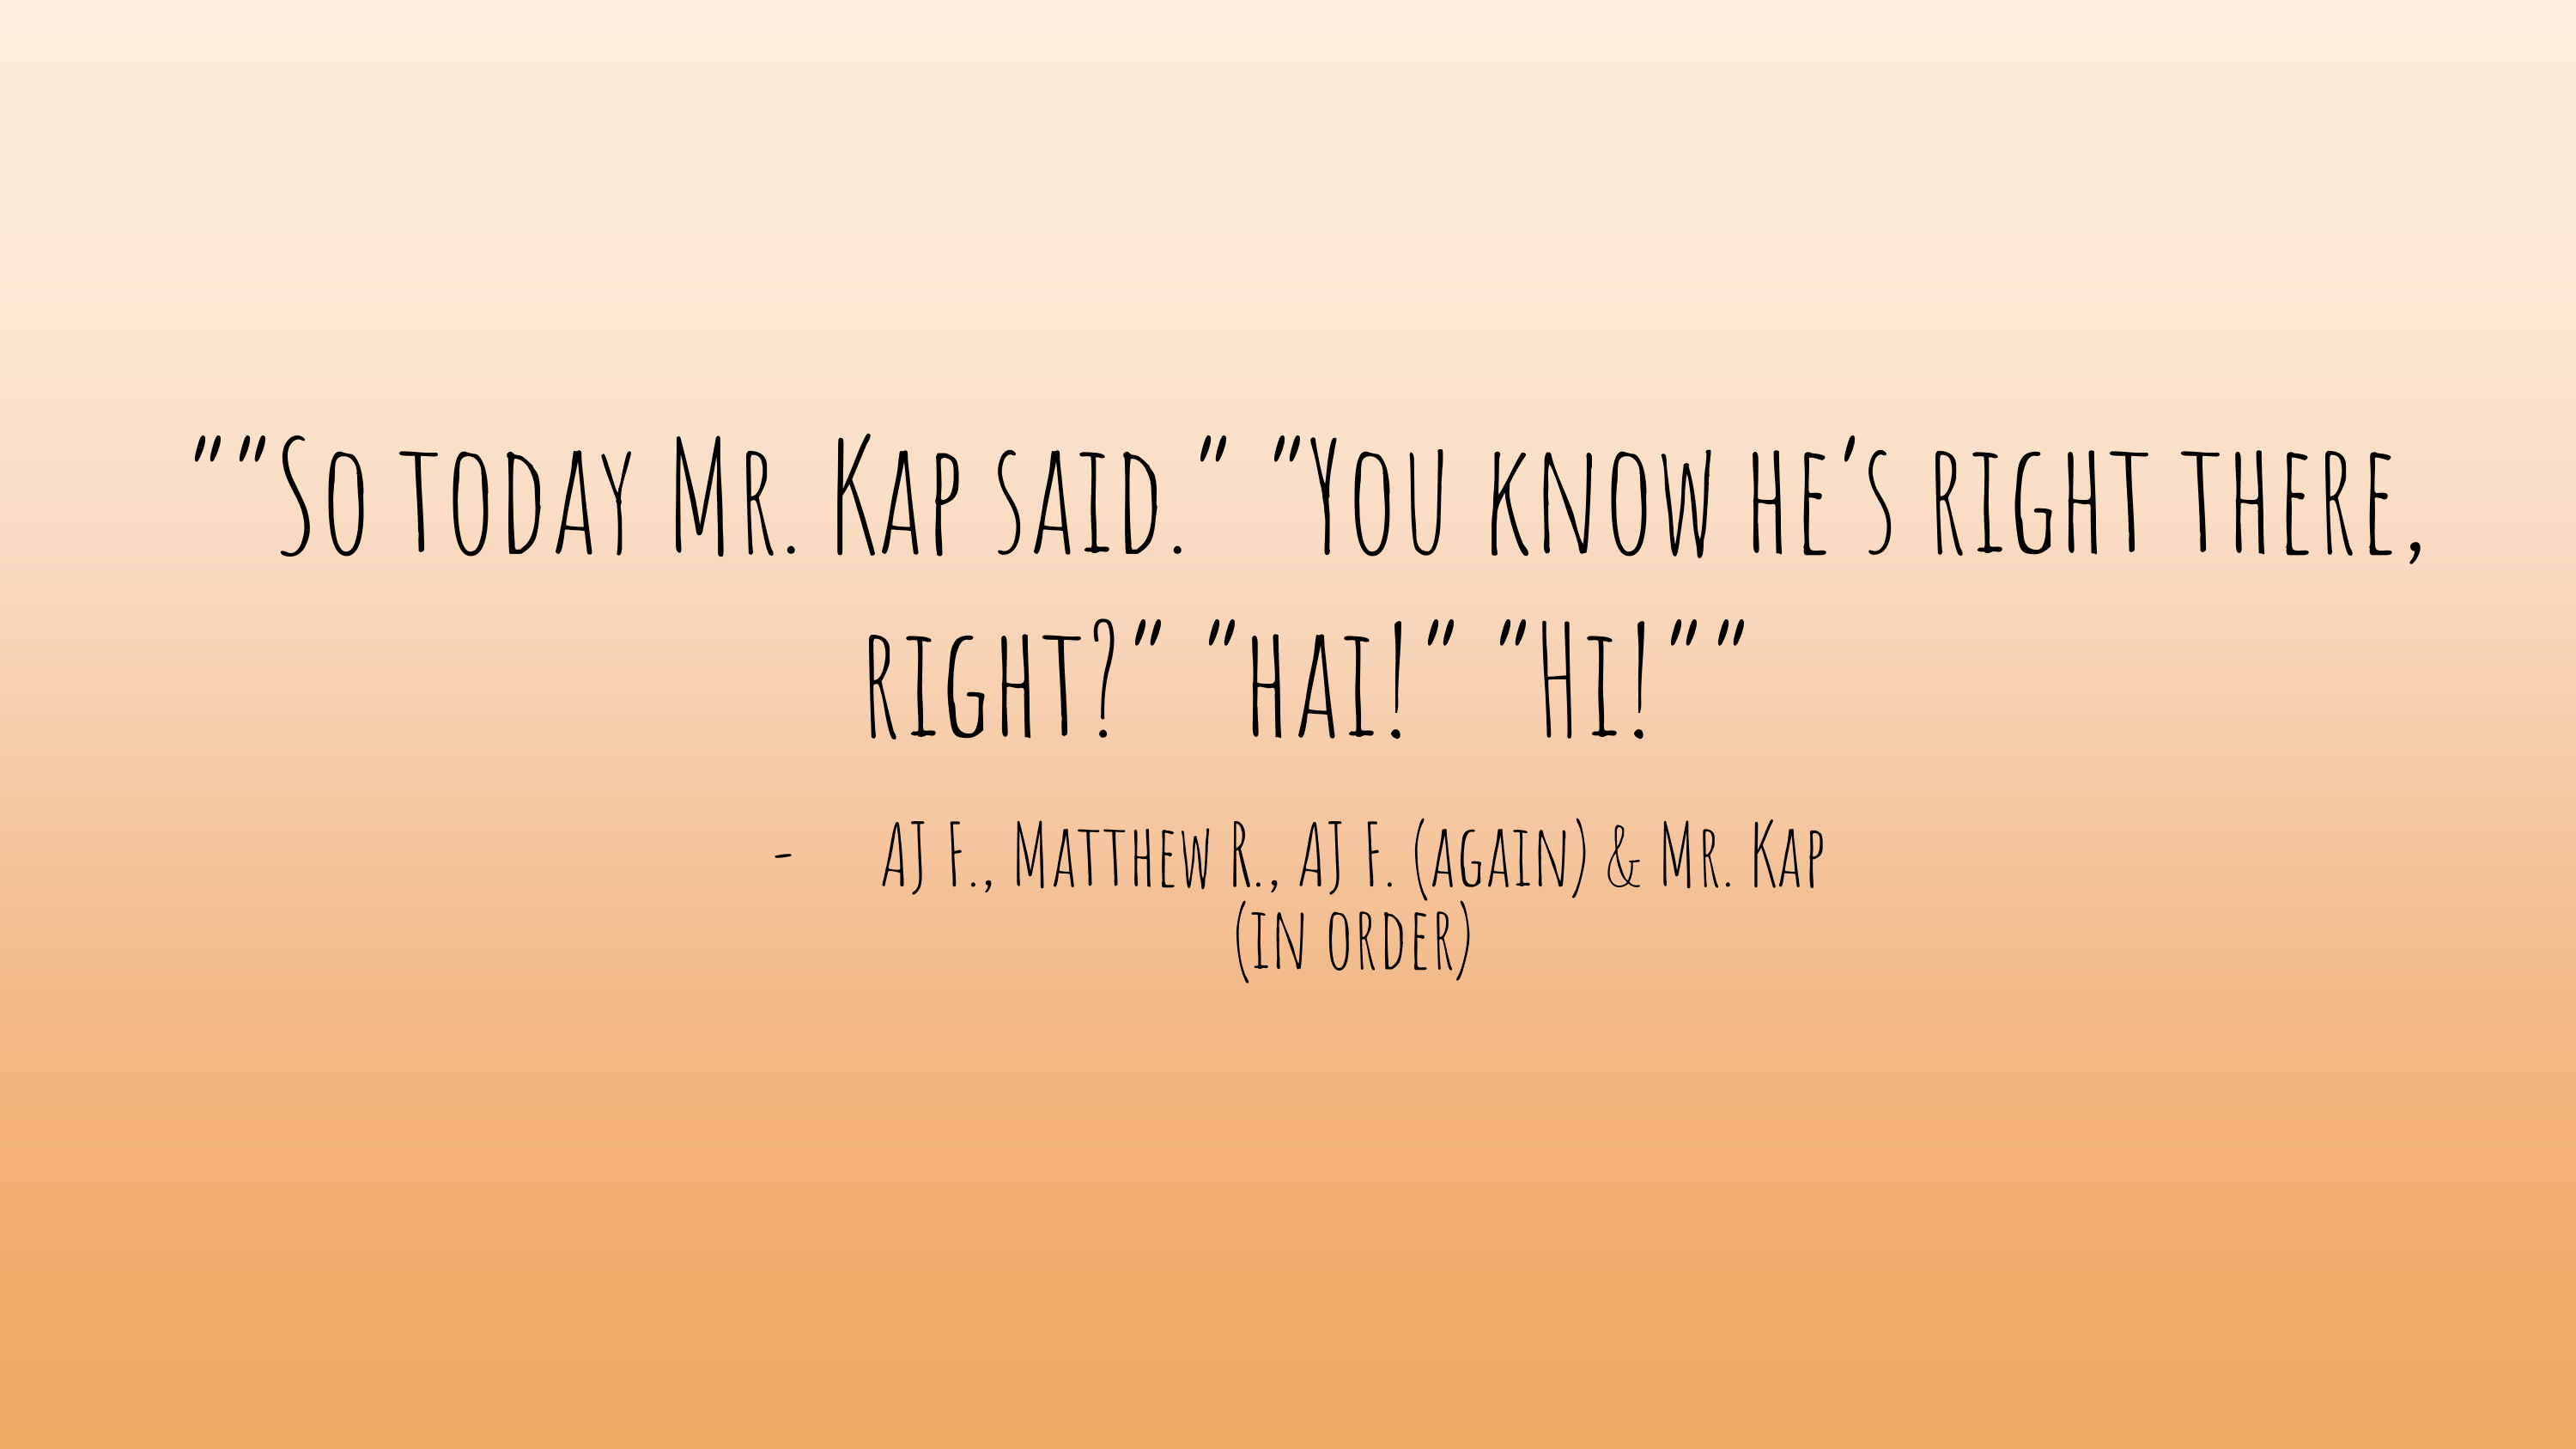 “ “So today Mr. Kap said.” “You know he’s right there,
right?” “hai!” “Hi!” ”
- AJ F., Matthew R., AJ F. (again) & Mr. Kap
(in order)